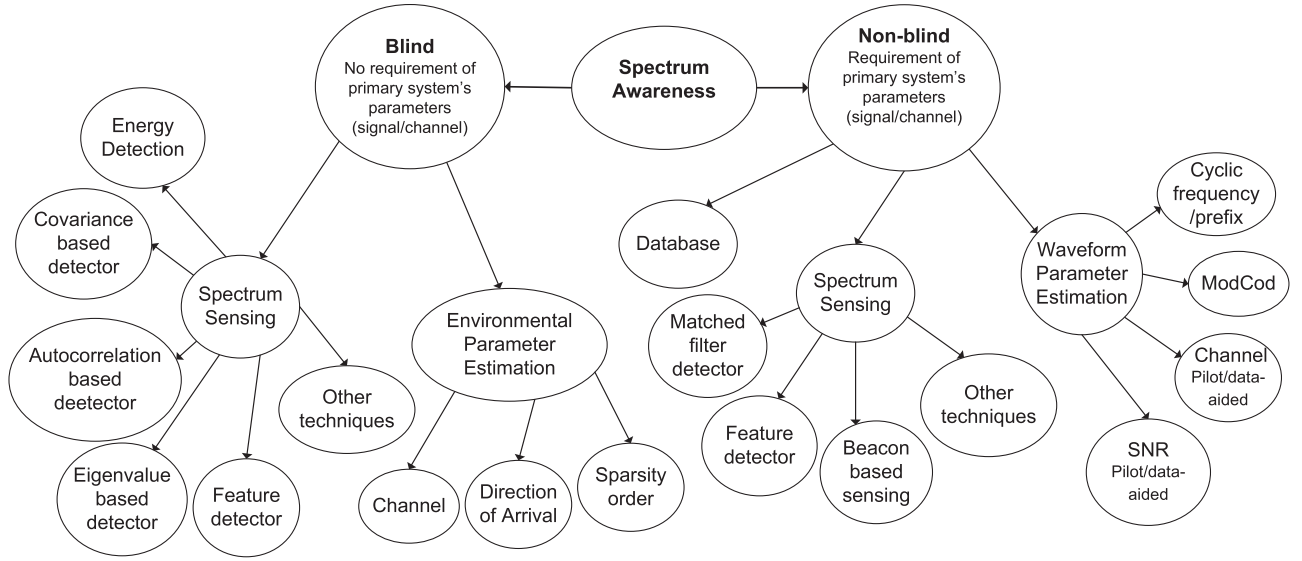 Blind
No requirement of
primary system's
parameters
(signal/channel)
Spectrum
Awareness
Non-blind
Requirement of
primary system's
parameters
(signal/channel)
Energy
Detection
Covariance
based
detector
Spectrum
Sensing
Autocorrelation
based
deetector
Eigenvalue
based
detector
Feature
detector
Other
techniques
Environmental
Parameter
Estimation
Channel
Direction
of Arrival
Sparsity
order
Database
Spectrum
Sensing
Matched
filter
detector
Feature
detector
Beacon
based
sensing
Other
techniques
Waveform
Parameter
Estimation
Cyclic
frequency
/prefix
ModCod
Channel
Pilot/data-
aided
SNR
Pilot/data-
aided